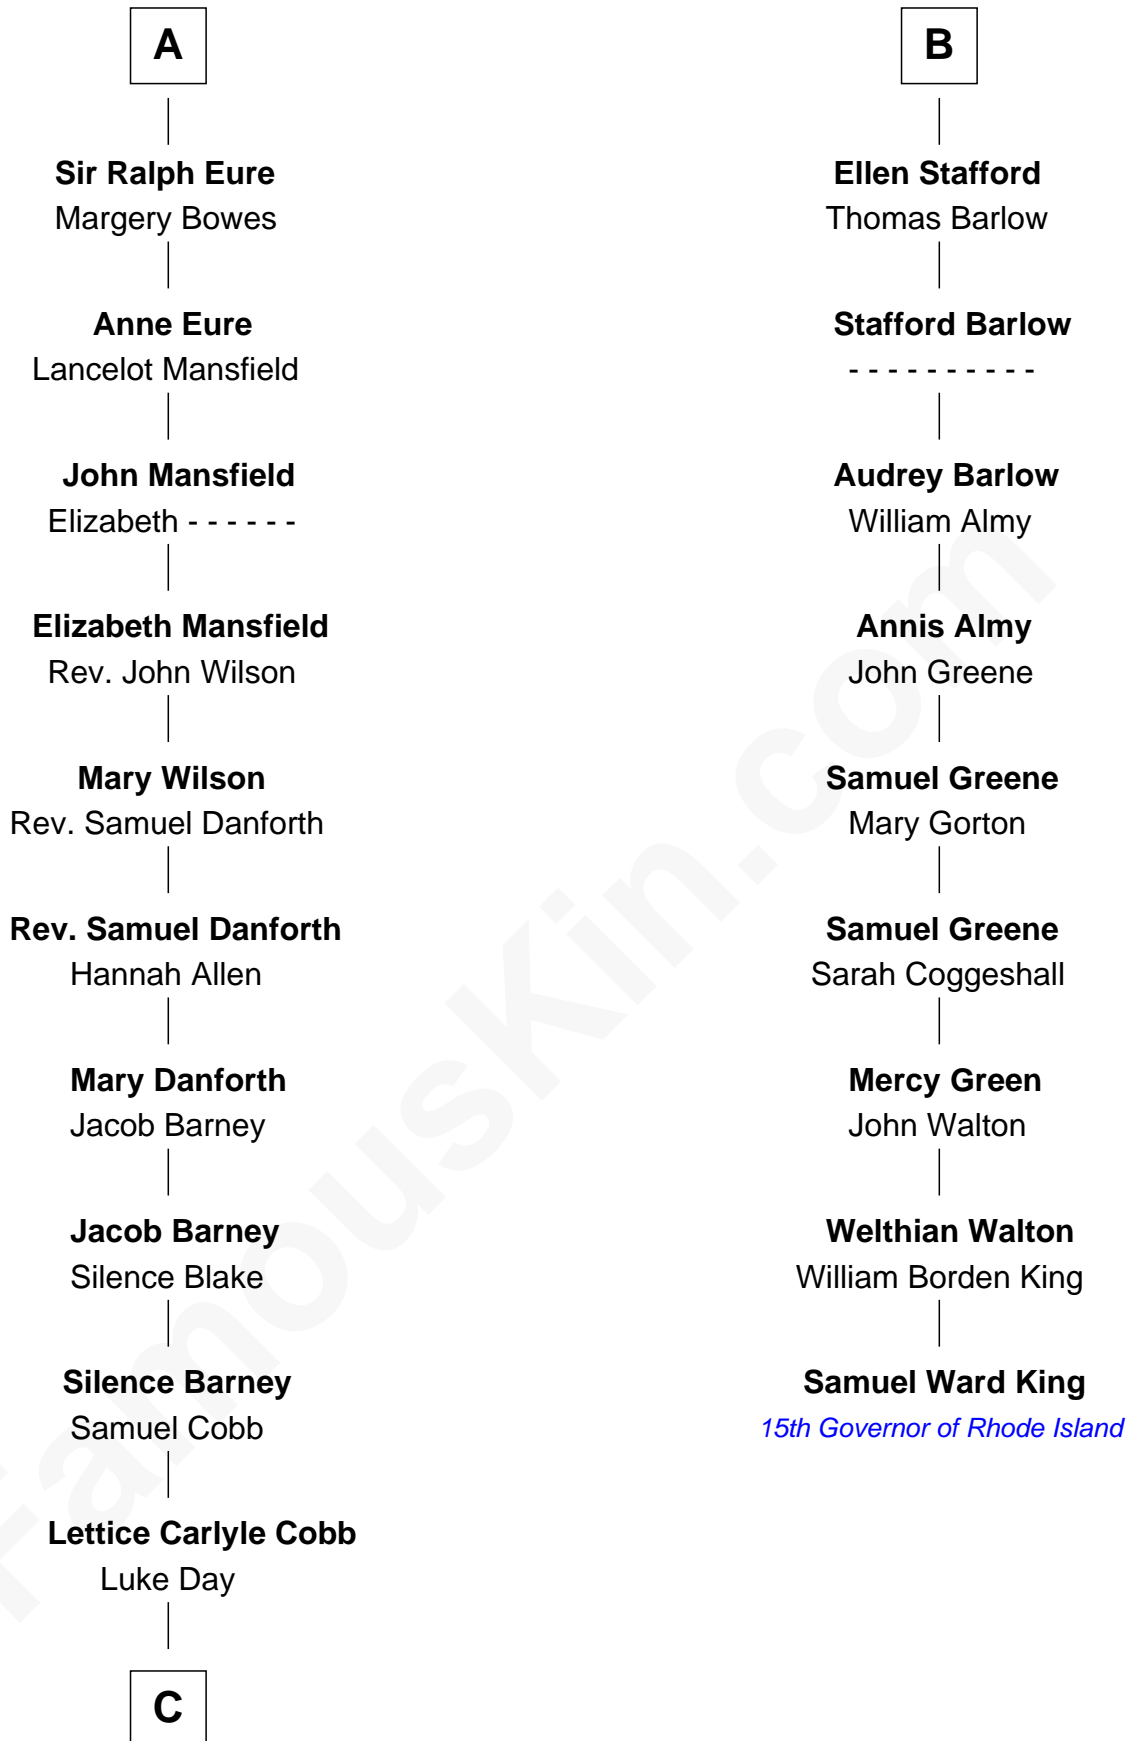 A
Sir Ralph Eure
Margery Bowes
Anne Eure
Lancelot Mansfield
John Mansfield
Elizabeth - - - - - -
Elizabeth Mansfield
Rev. John Wilson
Mary Wilson
Rev. Samuel Danforth
Rev. Samuel Danforth
Hannah Allen
Mary Danforth
Jacob Barney
Jacob Barney
Silence Blake
Silence Barney
Samuel Cobb
Lettice Carlyle Cobb
Luke Day
C
B
Ellen Stafford
Thomas Barlow
Stafford Barlow
- - - - - - - - - -
Audrey Barlow
William Almy
Annis Almy
John Greene
Samuel Greene
Mary Gorton
Samuel Greene
Sarah Coggeshall
Mercy Green
John Walton
Welthian Walton
William Borden King
Samuel Ward King
15th Governor of Rhode Island
FamousKin.com